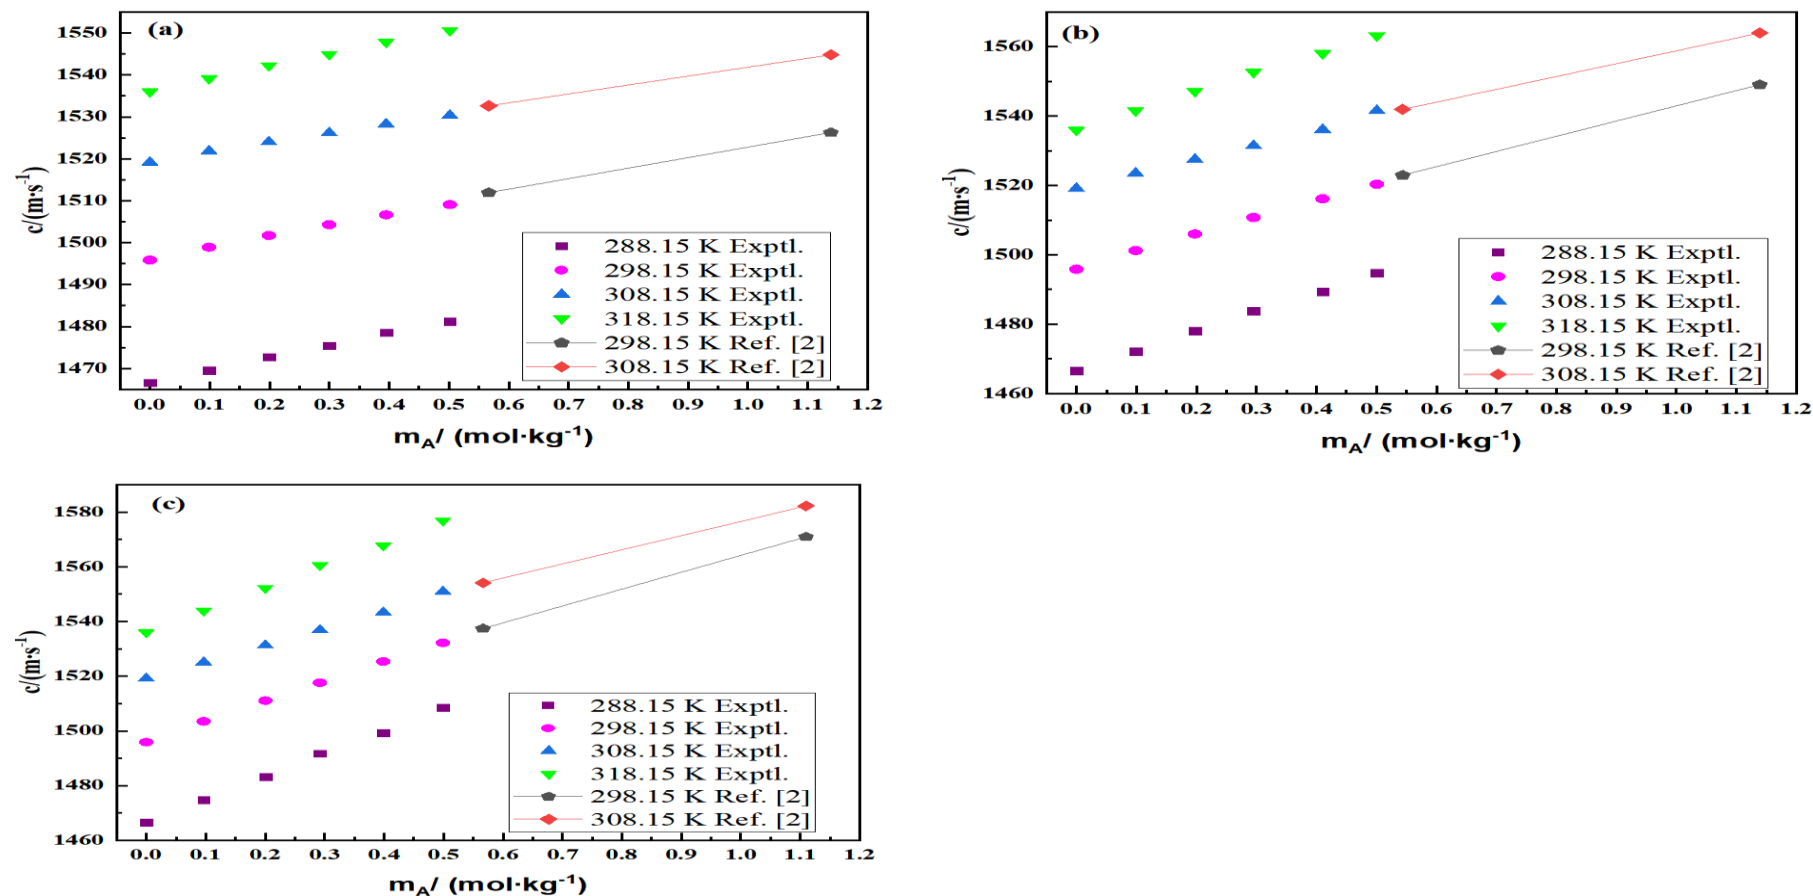 (a)
1550
1540
1530
1520
1510
1500
1490
1480
1470
c/(m·s⁻¹)
288.15 K Exptl.
298.15 K Exptl.
308.15 K Exptl.
318.15 K Exptl.
298.15 K Ref. [2]
308.15 K Ref. [2]
0.0 0.1 0.2 0.3 0.4 0.5 0.6 0.7 0.8 0.9 1.0 1.1 1.2
m_A/ (mol·kg⁻¹)
(b)
1560
1540
1520
1500
1480
1460
c/(m·s⁻¹)
288.15 K Exptl.
298.15 K Exptl.
308.15 K Exptl.
318.15 K Exptl.
298.15 K Ref. [2]
308.15 K Ref. [2]
0.0 0.1 0.2 0.3 0.4 0.5 0.6 0.7 0.8 0.9 1.0 1.1 1.2
m_A/ (mol·kg⁻¹)
(c)
1580
1560
1540
1520
1500
1480
1460
c/(m·s⁻¹)
288.15 K Exptl.
298.15 K Exptl.
308.15 K Exptl.
318.15 K Exptl.
298.15 K Ref. [2]
308.15 K Ref. [2]
0.0 0.1 0.2 0.3 0.4 0.5 0.6 0.7 0.8 0.9 1.0 1.1 1.2
m_A/ (mol·kg⁻¹)